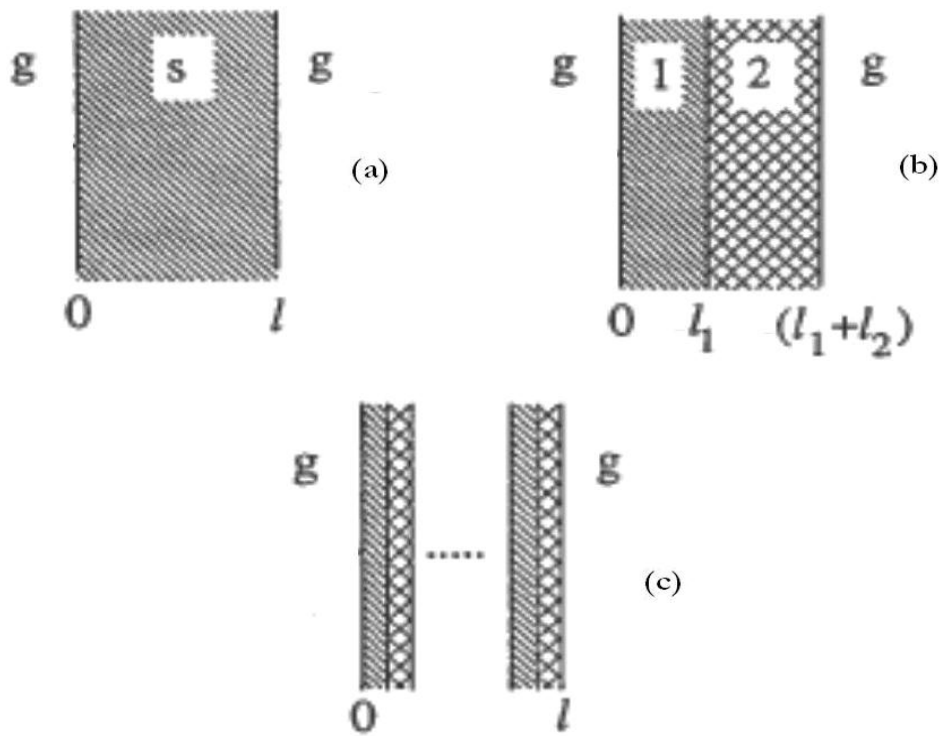 g s g
0 l
(a)
g 1 2 g
0 l₁ (l₁+l₂)
(b)
g ..... g
0 l
(c)